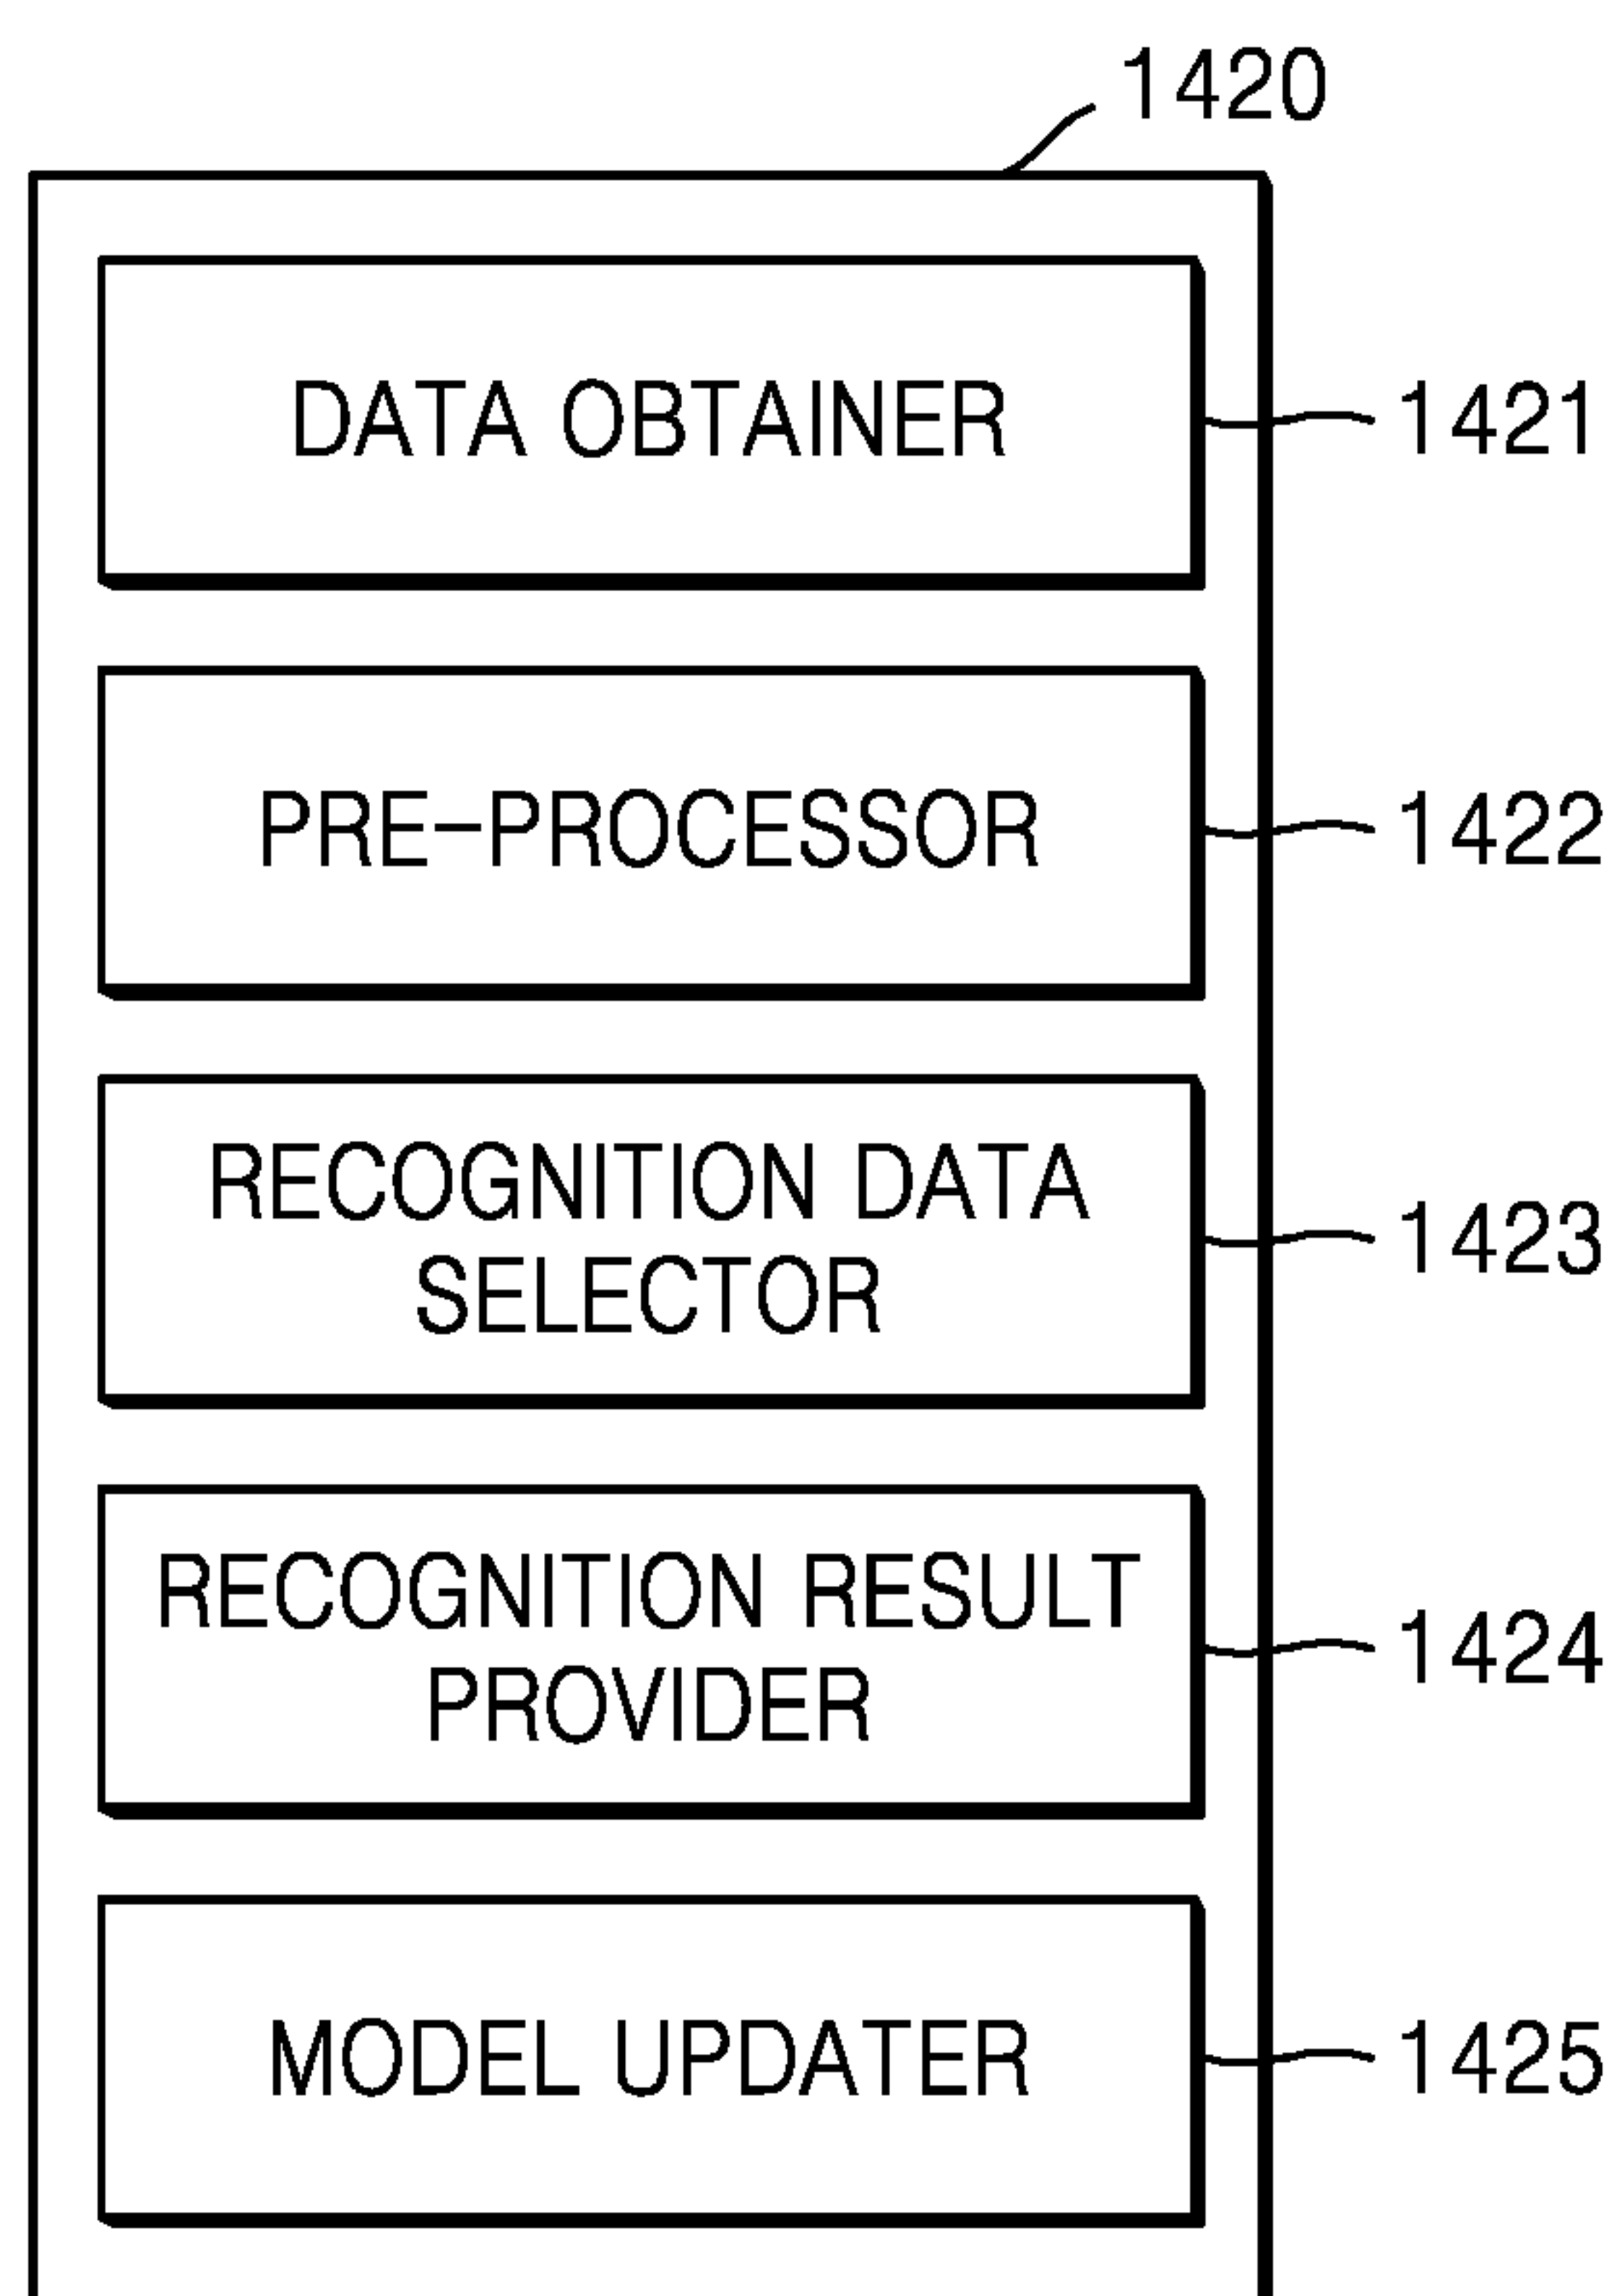 1420
DATA OBTAINER
1421
PRE-PROCESSOR
1422
RECOGNITION DATA
SELECTOR
1423
RECOGNITION RESULT
PROVIDER
1424
MODEL UPDATER
1425